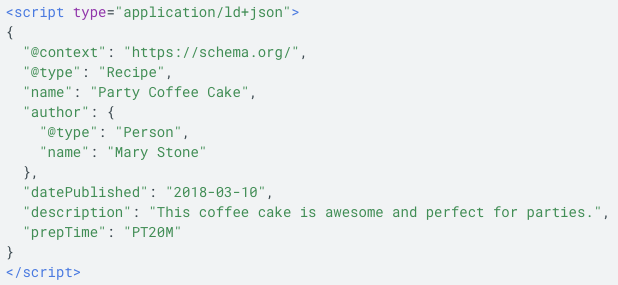 <script type="application/ld+json">
{
  "@context": "https://schema.org/",
  "@type": "Recipe",
  "name": "Party Coffee Cake",
  "author": {
    "@type": "Person",
    "name": "Mary Stone"
  },
  "datePublished": "2018-03-10",
  "description": "This coffee cake is awesome and perfect for parties.",
  "prepTime": "PT20M"
}
</script>